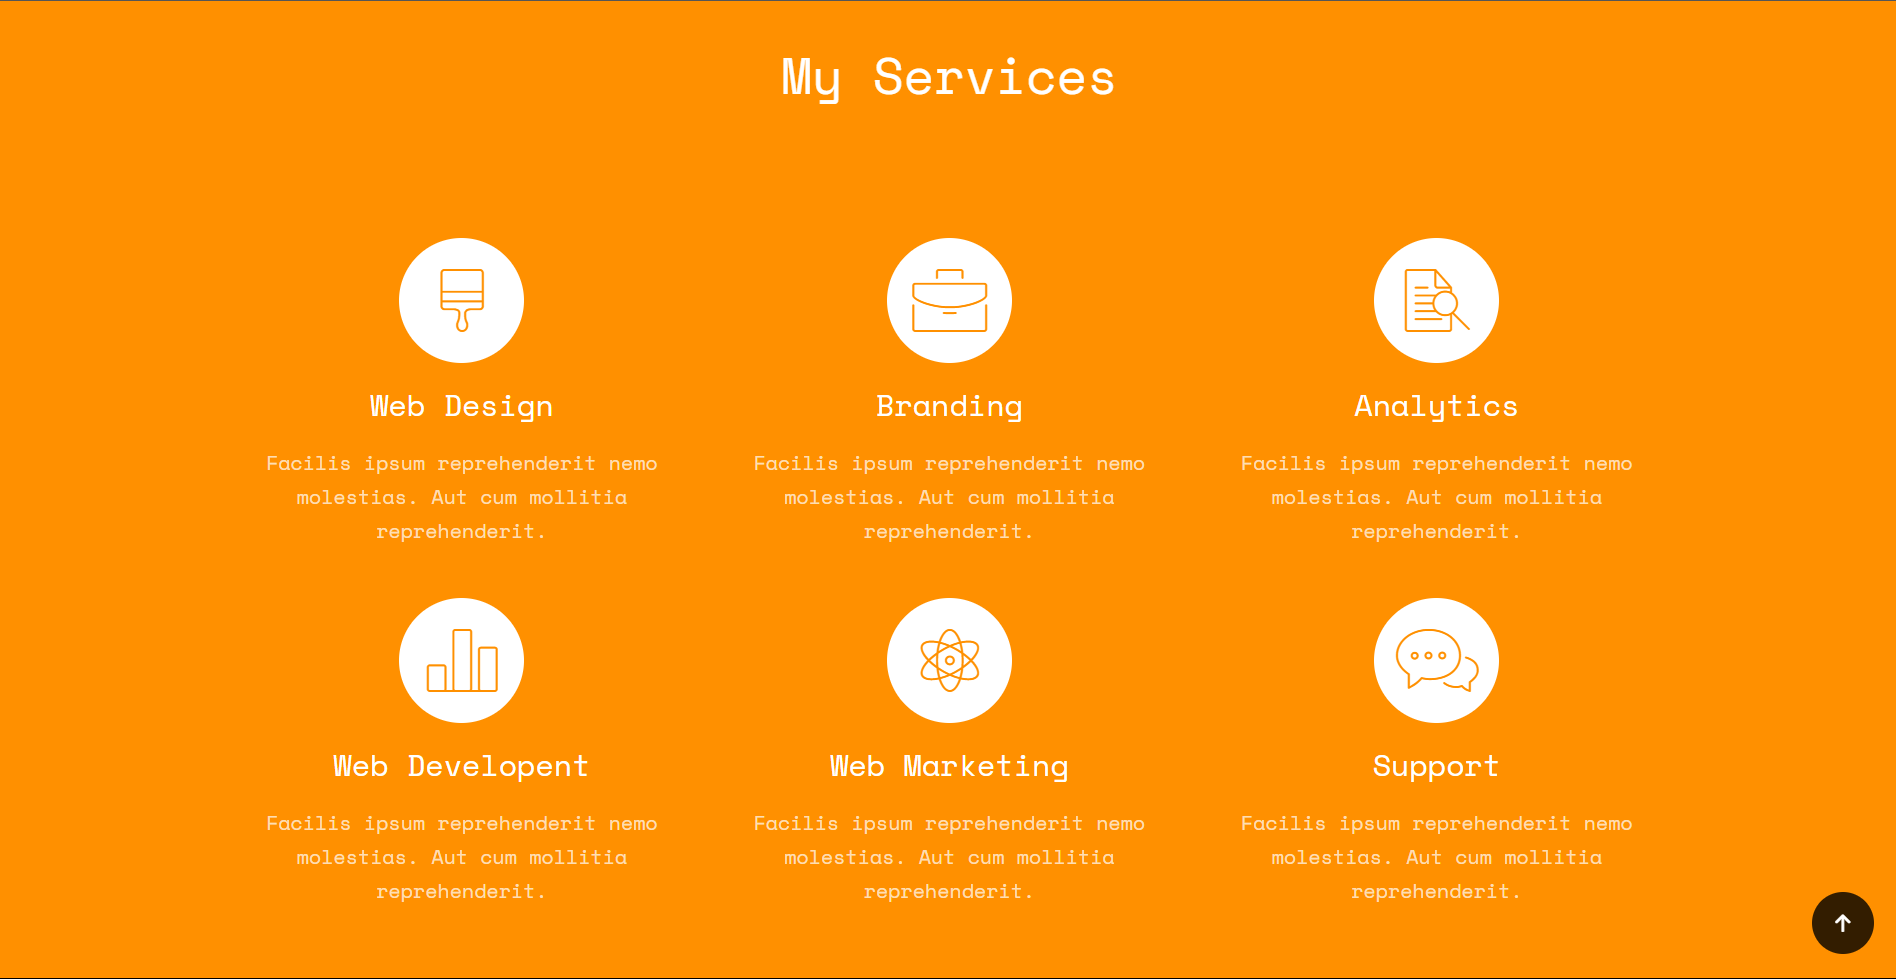 My Services
Web Design
Facilis ipsum reprehenderit nemo
molestias. Aut cum mollitia
reprehenderit.
Branding
Facilis ipsum reprehenderit nemo
molestias. Aut cum mollitia
reprehenderit.
Analytics
Facilis ipsum reprehenderit nemo
molestias. Aut cum mollitia
reprehenderit.
Web Developent
Facilis ipsum reprehenderit nemo
molestias. Aut cum mollitia
reprehenderit.
Web Marketing
Facilis ipsum reprehenderit nemo
molestias. Aut cum mollitia
reprehenderit.
Support
Facilis ipsum reprehenderit nemo
molestias. Aut cum mollitia
reprehenderit.